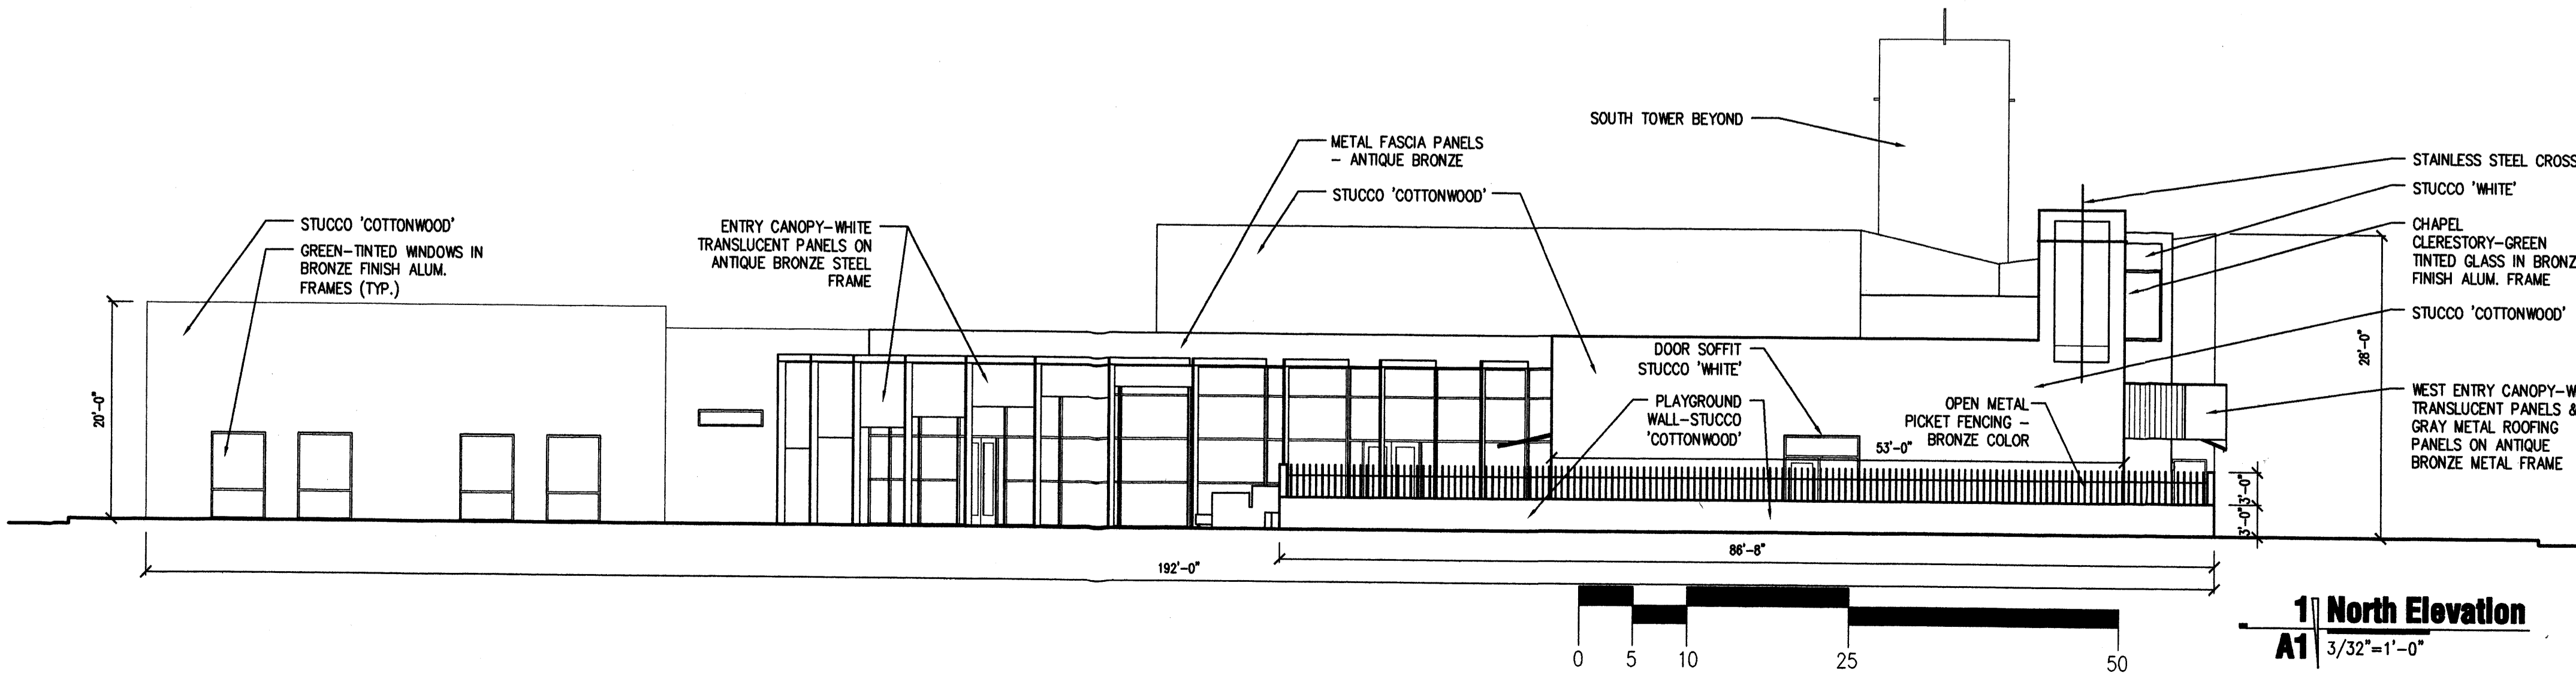 SOUTH TOWER BEYOND
METAL FASCIA PANELS
– ANTIQUE BRONZE
STUCCO 'COTTONWOOD'
STUCCO 'COTTONWOOD'
GREEN-TINTED WINDOWS IN
BRONZE FINISH ALUM.
FRAMES (TYP.)
ENTRY CANOPY-WHITE
TRANSLUCENT PANELS ON
ANTIQUE BRONZE STEEL
FRAME
STAINLESS STEEL CROSS
STUCCO 'WHITE'
CHAPEL
CLERESTORY-GREEN
TINTED GLASS IN BRONZ
FINISH ALUM. FRAME
STUCCO 'COTTONWOOD'
28'-0"
20'-0"
DOOR SOFFIT
STUCCO 'WHITE'
PLAYGROUND
WALL-STUCCO
'COTTONWOOD'
OPEN METAL
PICKET FENCING –
BRONZE COLOR
53'-0"
WEST ENTRY CANOPY-W
TRANSLUCENT PANELS &
GRAY METAL ROOFING
PANELS ON ANTIQUE
BRONZE METAL FRAME
3'-0"
3'-0"
86'-8"
192'-0"
0 5 10 25 50
1 North Elevation
A1 3/32"=1'-0"